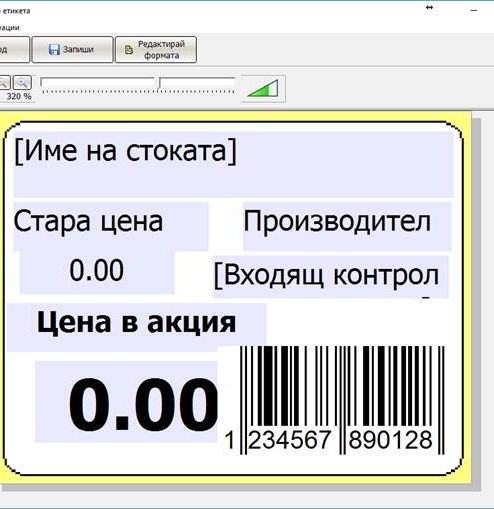 етикета
Запиши
Редактирай
формата
320 %
[Име на стоката]
Стара цена
Производител
0.00
[Входящ контрол
Цена в акция
0.00
1 234567 890128